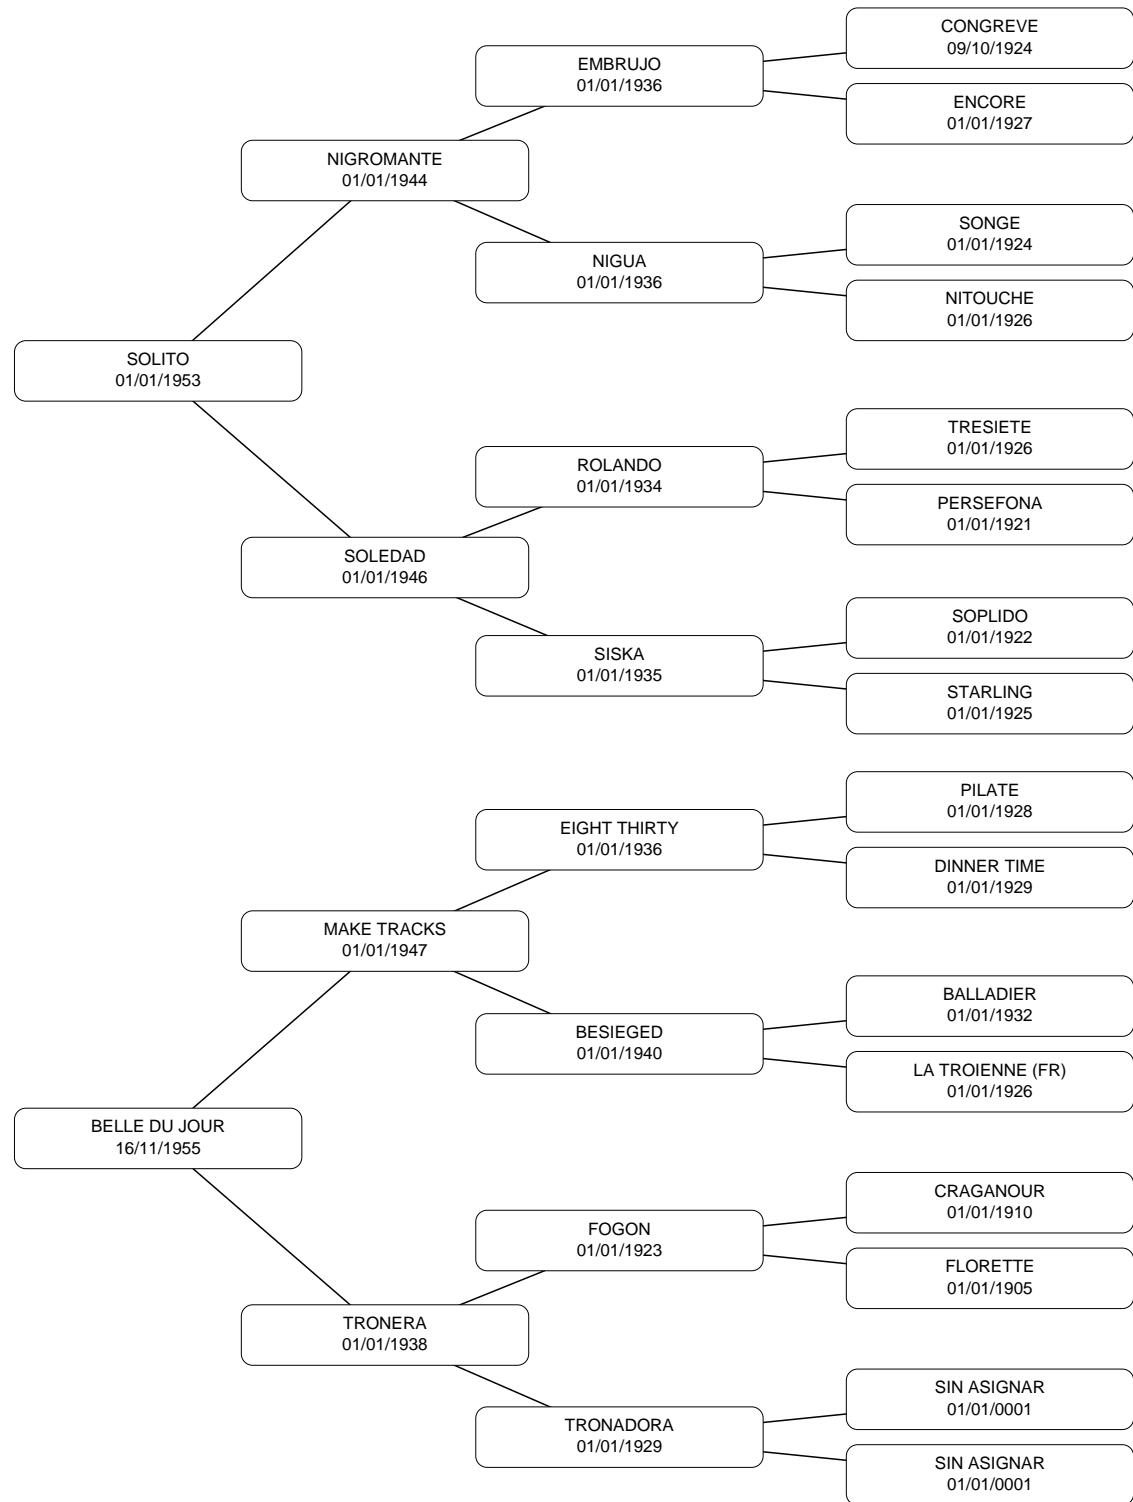 CONGREVE
09/10/1924
EMBRUJO
01/01/1936
ENCORE
01/01/1927
NIGROMANTE
01/01/1944
SONGE
01/01/1924
NIGUA
01/01/1936
NITOUCHE
01/01/1926
SOLITO
01/01/1953
TRESIETE
01/01/1926
ROLANDO
01/01/1934
PERSEFONA
01/01/1921
SOLEDAD
01/01/1946
SOPLIDO
01/01/1922
SISKA
01/01/1935
STARLING
01/01/1925
PILATE
01/01/1928
EIGHT THIRTY
01/01/1936
DINNER TIME
01/01/1929
MAKE TRACKS
01/01/1947
BALLADIER
01/01/1932
BESIEGED
01/01/1940
LA TROIENNE (FR)
01/01/1926
BELLE DU JOUR
16/11/1955
CRAGANOUR
01/01/1910
FOGON
01/01/1923
FLORETTE
01/01/1905
TRONERA
01/01/1938
SIN ASIGNAR
01/01/0001
TRONADORA
01/01/1929
SIN ASIGNAR
01/01/0001